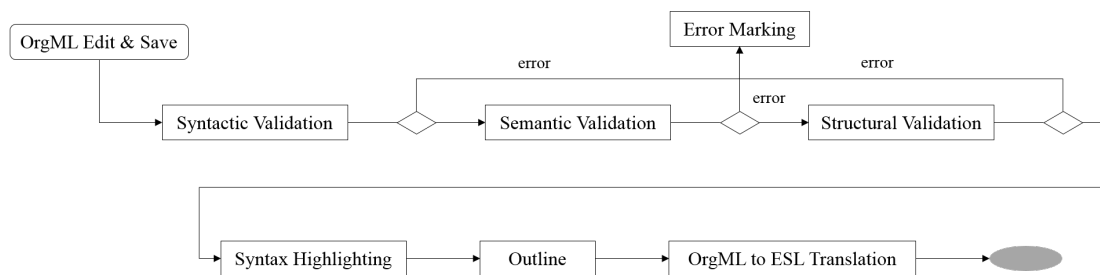 OrgML Edit & Save
Error Marking
error
error
error
Syntactic Validation
Semantic Validation
Structural Validation
Syntax Highlighting
Outline
OrgML to ESL Translation